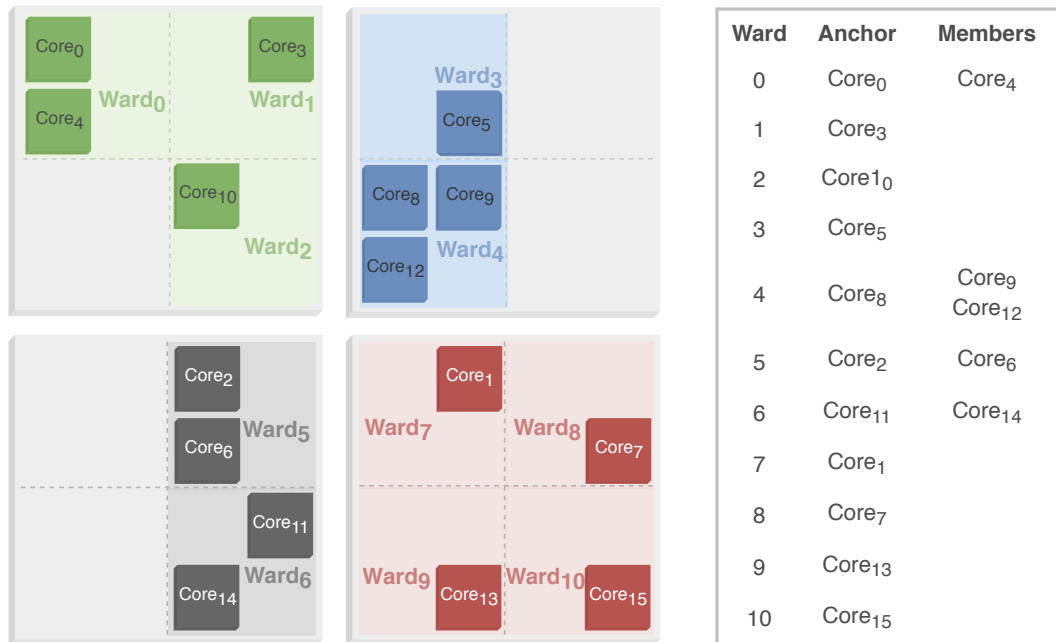 Core0
Core3
Ward0
Ward1
Core4
Core10
Ward2
Ward3
Core5
Core8
Core9
Ward4
Core12
Core2
Ward5
Core6
Core11
Ward6
Core14
Core1
Ward7
Ward8
Core7
Ward9
Ward10
Core13
Core15
Ward Anchor Members
0 Core0 Core4
1 Core3
2 Core10
3 Core5
4 Core8 Core9
Core12
5 Core2 Core6
6 Core11 Core14
7 Core1
8 Core7
9 Core13
10 Core15